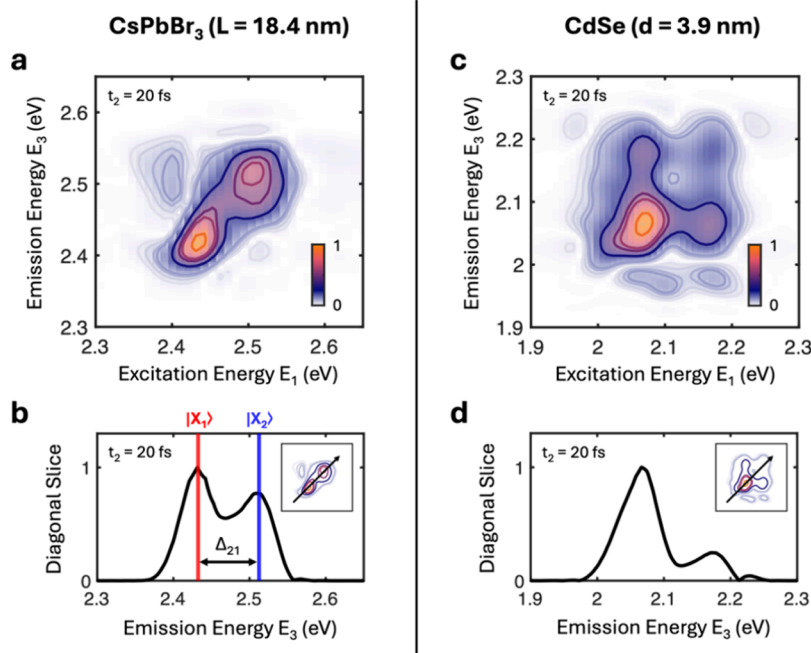 CsPbBr₃ (L = 18.4 nm)
a
t₂ = 20 fs
Emission Energy E₃ (eV)
2.6
2.5
2.4
2.3
1
0
2.3 2.4 2.5 2.6
Excitation Energy E₁ (eV)
b
|X₁⟩ |X₂⟩
t₂ = 20 fs
Diagonal Slice
1
0
Δ₂₁
2.3 2.4 2.5 2.6
Emission Energy E₃ (eV)
CdSe (d = 3.9 nm)
c
t₂ = 20 fs
Emission Energy E₃ (eV)
2.3
2.2
2.1
2
1.9
1
0
1.9 2 2.1 2.2 2.3
Excitation Energy E₁ (eV)
d
t₂ = 20 fs
Diagonal Slice
1
0
1.9 2 2.1 2.2 2.3
Emission Energy E₃ (eV)